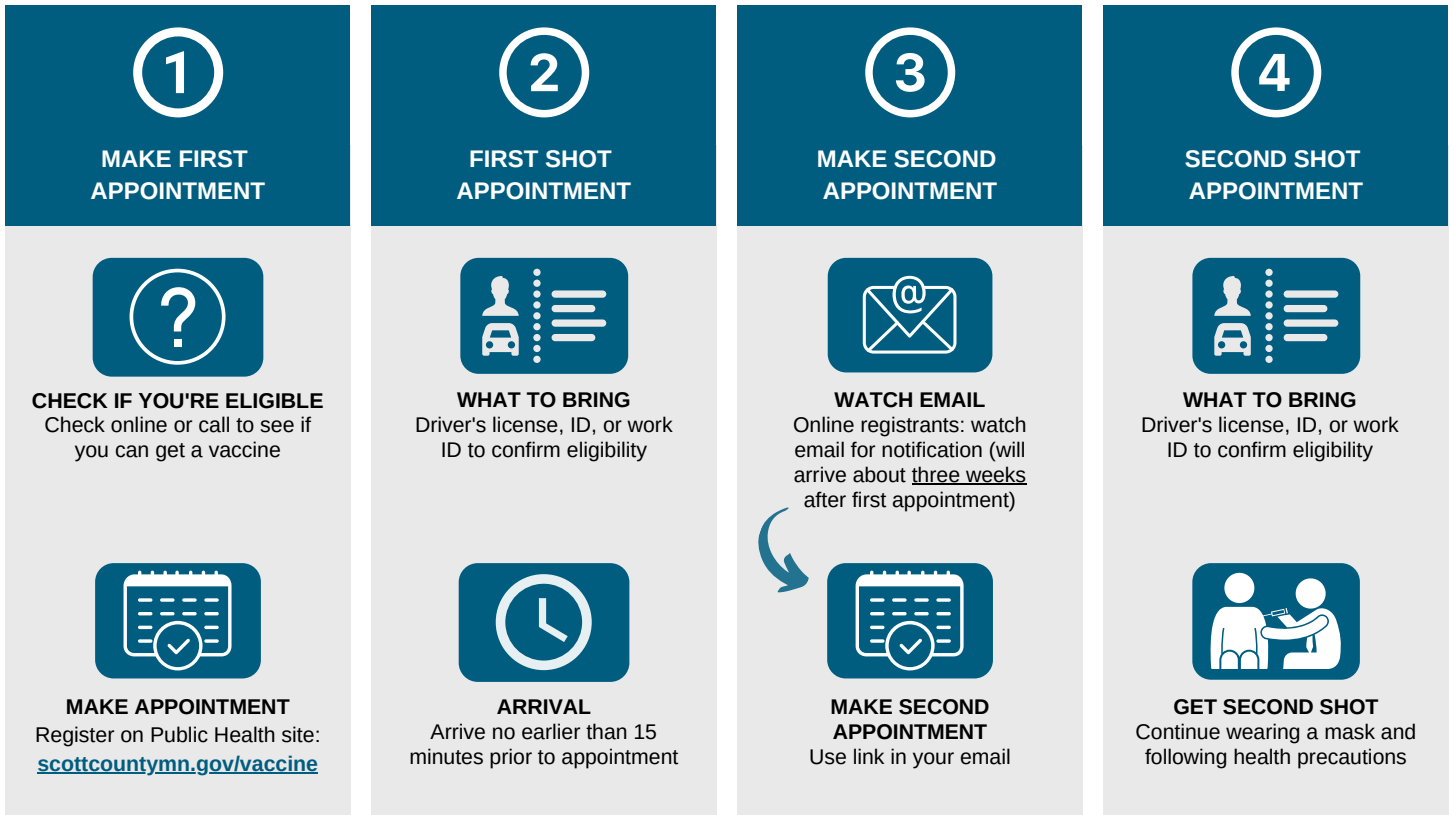 1
MAKE FIRST
APPOINTMENT
?
CHECK IF YOU'RE ELIGIBLE
Check online or call to see if
you can get a vaccine
MAKE APPOINTMENT
Register on Public Health site:
scottcountymn.gov/vaccine
2
FIRST SHOT
APPOINTMENT
WHAT TO BRING
Driver's license, ID, or work
ID to confirm eligibility
ARRIVAL
Arrive no earlier than 15
minutes prior to appointment
3
MAKE SECOND
APPOINTMENT
@
WATCH EMAIL
Online registrants: watch
email for notification (will
arrive about three weeks
after first appointment)
MAKE SECOND
APPOINTMENT
Use link in your email
4
SECOND SHOT
APPOINTMENT
WHAT TO BRING
Driver's license, ID, or work
ID to confirm eligibility
GET SECOND SHOT
Continue wearing a mask and
following health precautions